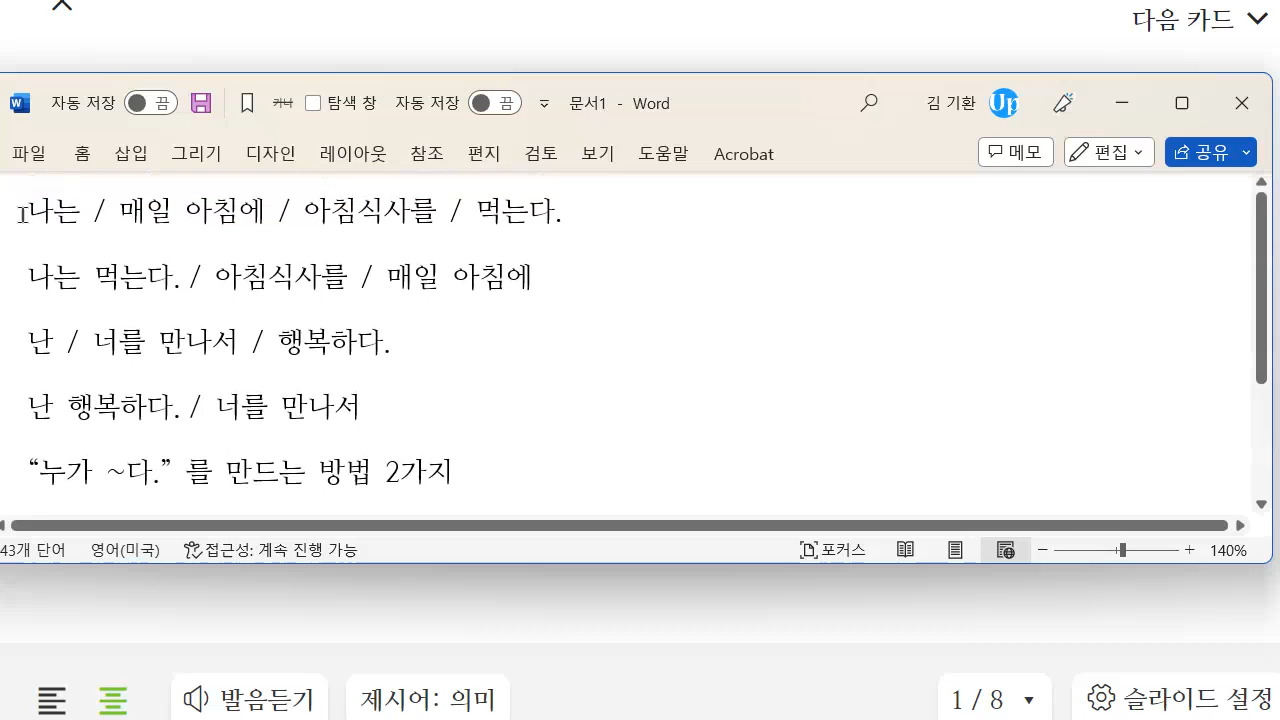 다음 카드
자동 저장 끔 가나 탐색 창 자동 저장 끔 문서1 - Word 김 기환 Up
파일 홈 삽입 그리기 디자인 레이아웃 참조 편지 검토 보기 도움말 Acrobat 메모 편집 공유
나는 / 매일 아침에 / 아침식사를 / 먹는다.
나는 먹는다. / 아침식사를 / 매일 아침에
난 / 너를 만나서 / 행복하다.
난 행복하다. / 너를 만나서
“누가 ~다.” 를 만드는 방법 2가지
43개 단어 영어(미국) 접근성: 계속 진행 가능 포커스 140%
발음듣기 제시어: 의미 1 / 8 슬라이드 설정